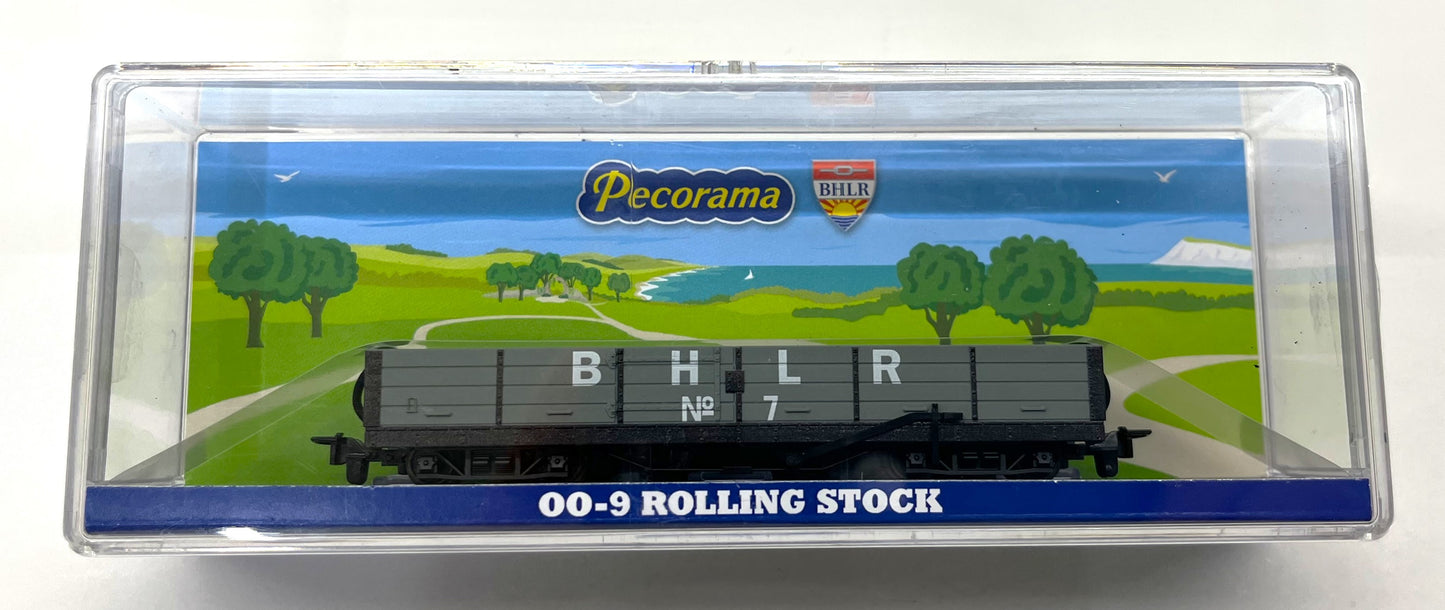 Pecorama
BHLR
B H L R
№ 7
OO-9 ROLLING STOCK